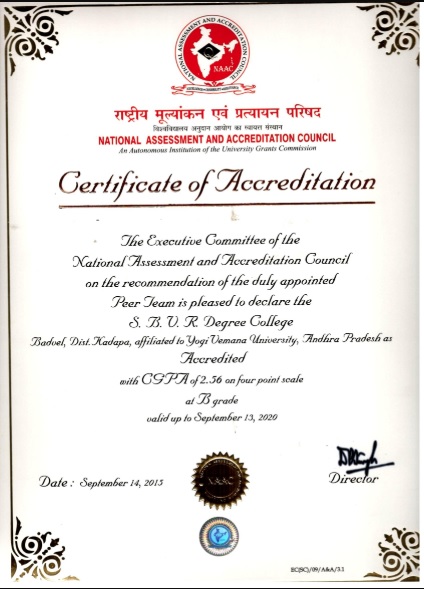 NATIONAL ASSESSMENT AND ACCREDITATION COUNCIL
NAAC
राष्ट्रीय मूल्यांकन एवं प्रत्यायन परिषद
विश्वविद्यालय अनुदान आयोग का स्वायत्त संस्थान
NATIONAL ASSESSMENT AND ACCREDITATION COUNCIL
An Autonomous Institution of the University Grants Commission
Certificate of Accreditation
The Executive Committee of the
National Assessment and Accreditation Council
on the recommendation of the duly appointed
Peer Team is pleased to declare the
S. B. V. R. Degree College
Badvel, Dist. Kadapa, affiliated to Yogi Vemana University, Andhra Pradesh as
Accredited
with CGPA of 2.56 on four point scale
at B grade
valid up to September 13, 2020
Date : September 14, 2015
NAAC
Director
EC(SC)/09/A&A/3.1